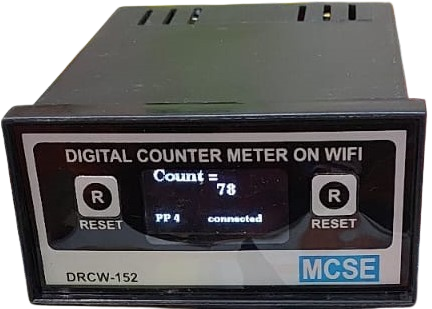 DIGITAL COUNTER METER ON WIFI
Count =
78
R
R
PP 4 connected
RESET
RESET
DRCW-152
MCSE